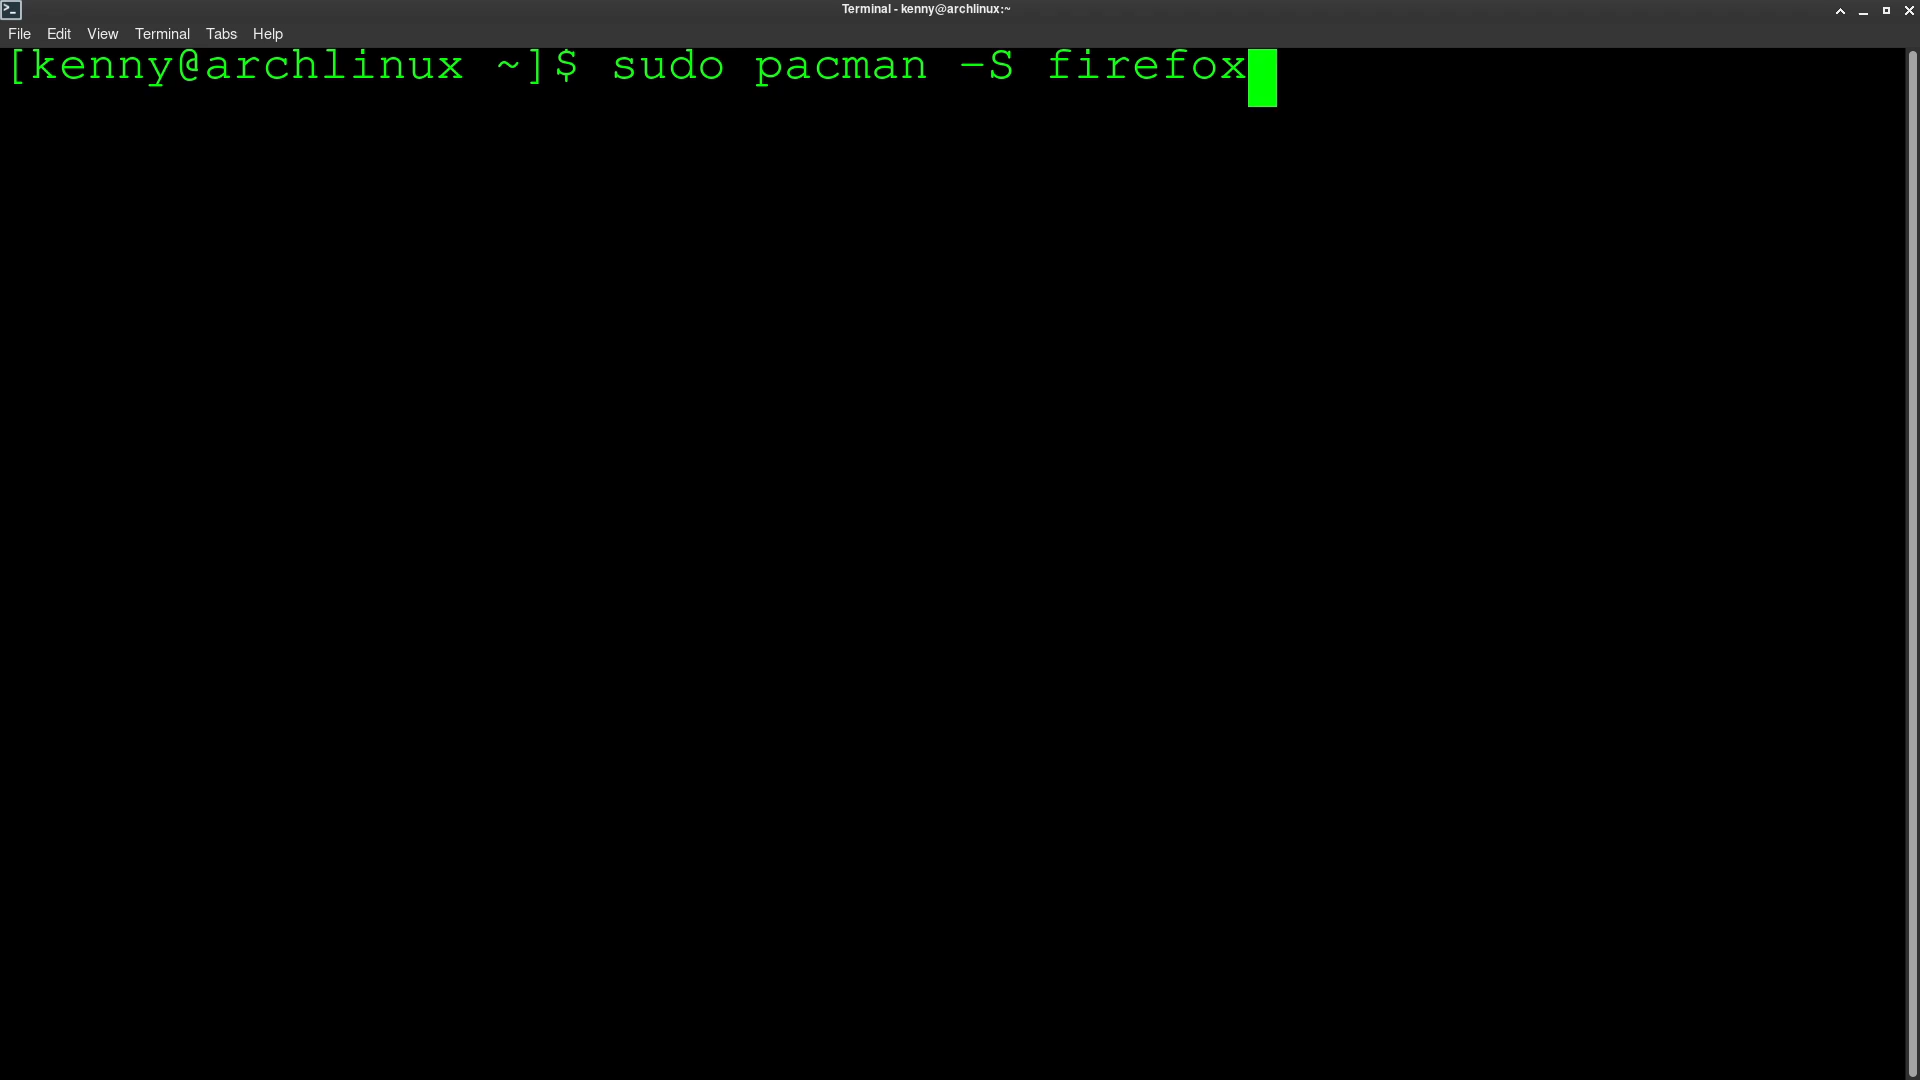 Terminal - kenny@archlinux:~
File Edit View Terminal Tabs Help
[kenny@archlinux ~]$ sudo pacman -S firefox